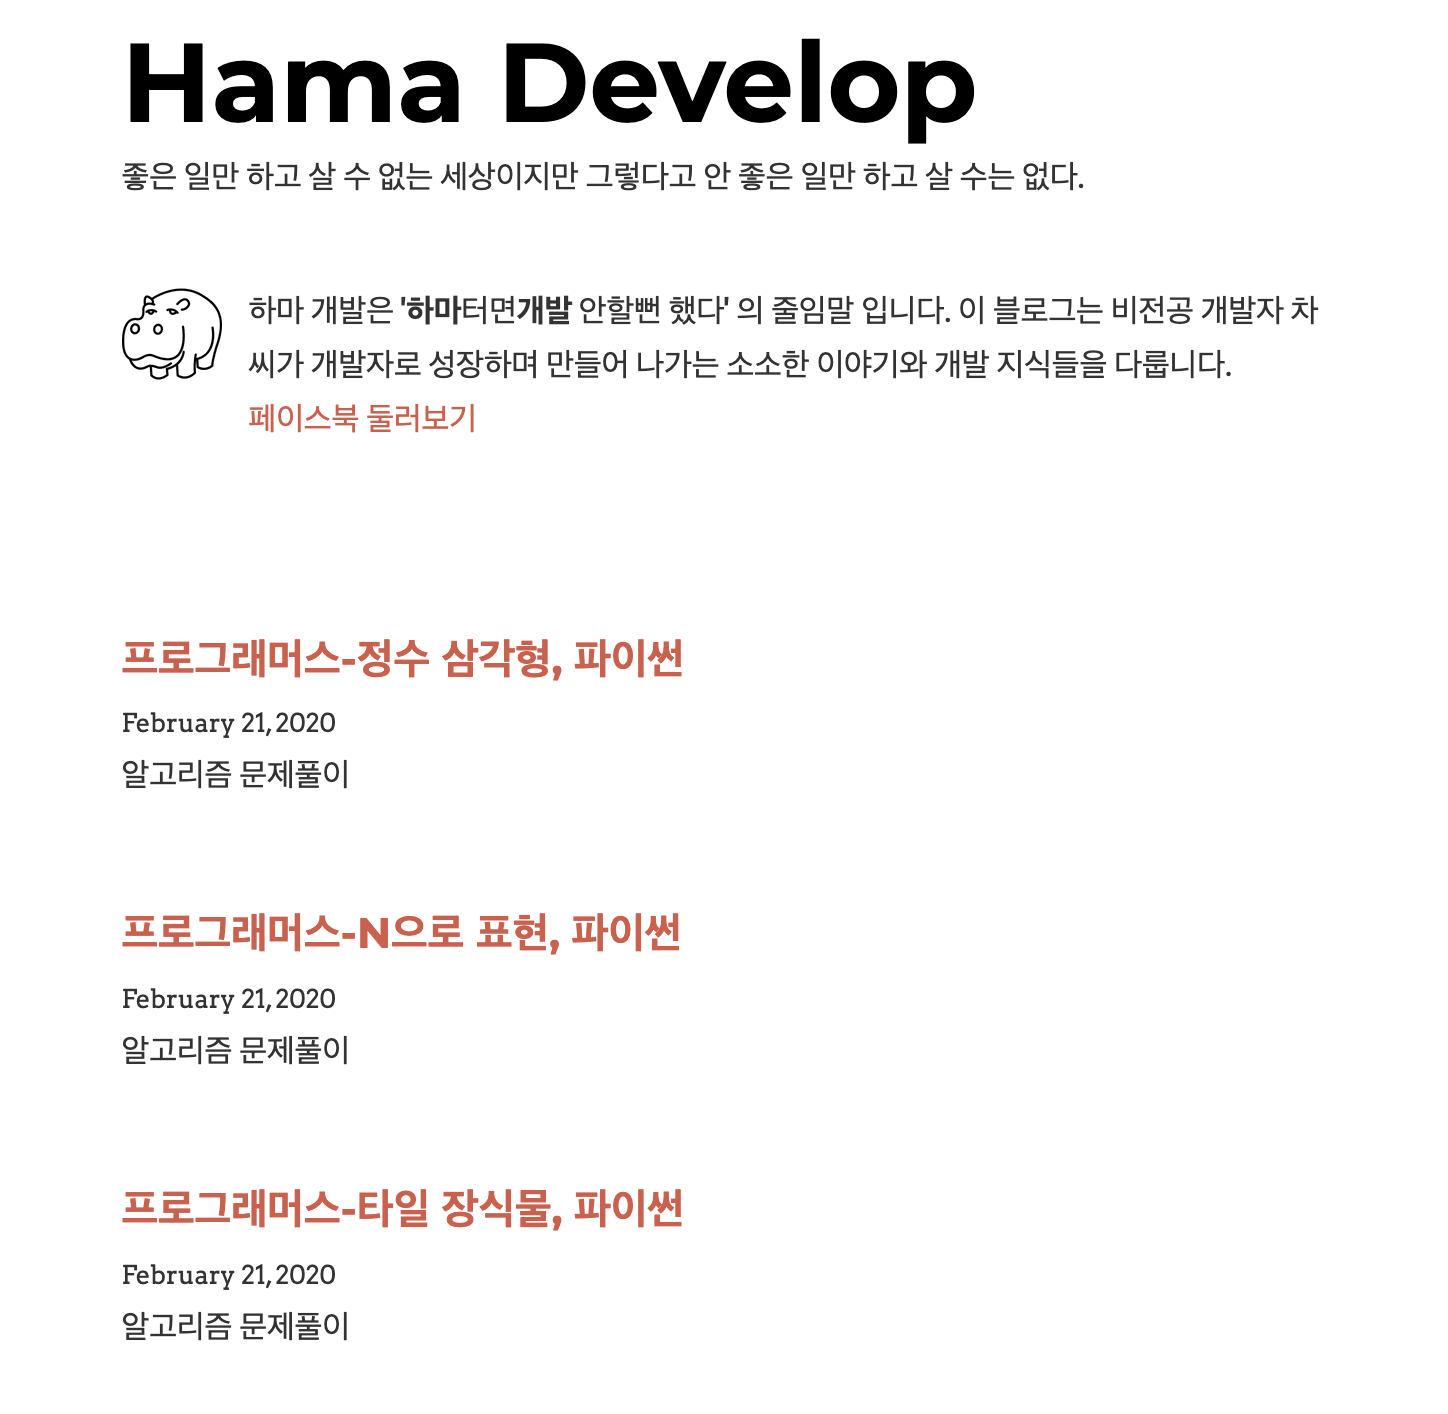 Hama Develop
좋은 일만 하고 살 수 없는 세상이지만 그렇다고 안 좋은 일만 하고 살 수는 없다.
하마 개발은 '하마터면개발 안할뻔 했다' 의 줄임말 입니다. 이 블로그는 비전공 개발자 차
씨가 개발자로 성장하며 만들어 나가는 소소한 이야기와 개발 지식들을 다룹니다.
페이스북 둘러보기
프로그래머스-정수 삼각형, 파이썬
February 21, 2020
알고리즘 문제풀이
프로그래머스-N으로 표현, 파이썬
February 21, 2020
알고리즘 문제풀이
프로그래머스-타일 장식물, 파이썬
February 21, 2020
알고리즘 문제풀이